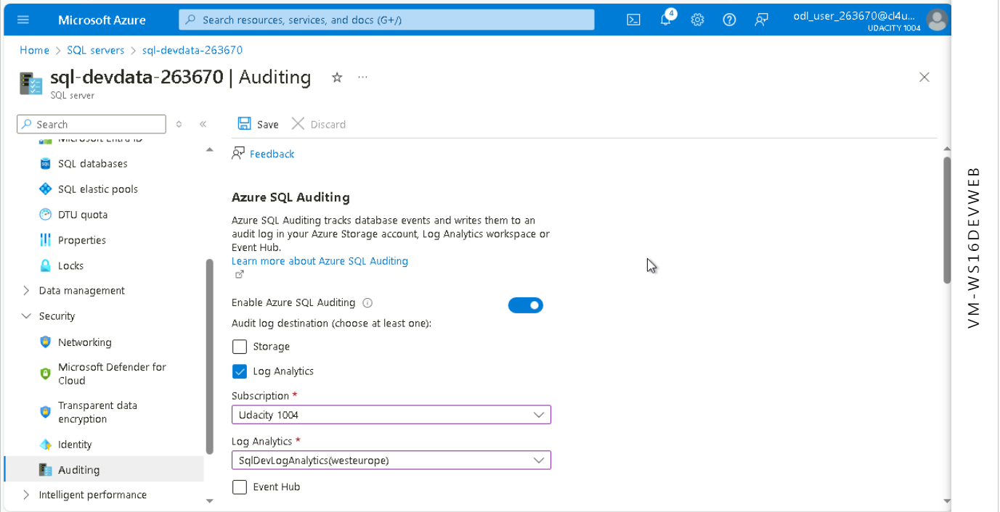 Microsoft Azure
Search resources, services, and docs (G+/)
4
odl_user_263670@cl4u...
UDACITY 1004
Home > SQL servers > sql-devdata-263670
sql-devdata-263670 | Auditing
SQL server
Search
Save
Discard
Microsoft Entra ID
SQL databases
SQL elastic pools
DTU quota
Properties
Locks
Data management
Security
Networking
Microsoft Defender for
Cloud
Transparent data
encryption
Identity
Auditing
Intelligent performance
Feedback
Azure SQL Auditing
Azure SQL Auditing tracks database events and writes them to an
audit log in your Azure Storage account, Log Analytics workspace or
Event Hub.
Learn more about Azure SQL Auditing
Enable Azure SQL Auditing
Audit log destination (choose at least one):
Storage
Log Analytics
Subscription *
Udacity 1004
Log Analytics *
SqlDevLogAnalytics(westeurope)
Event Hub
VM-WS16DEVWEB